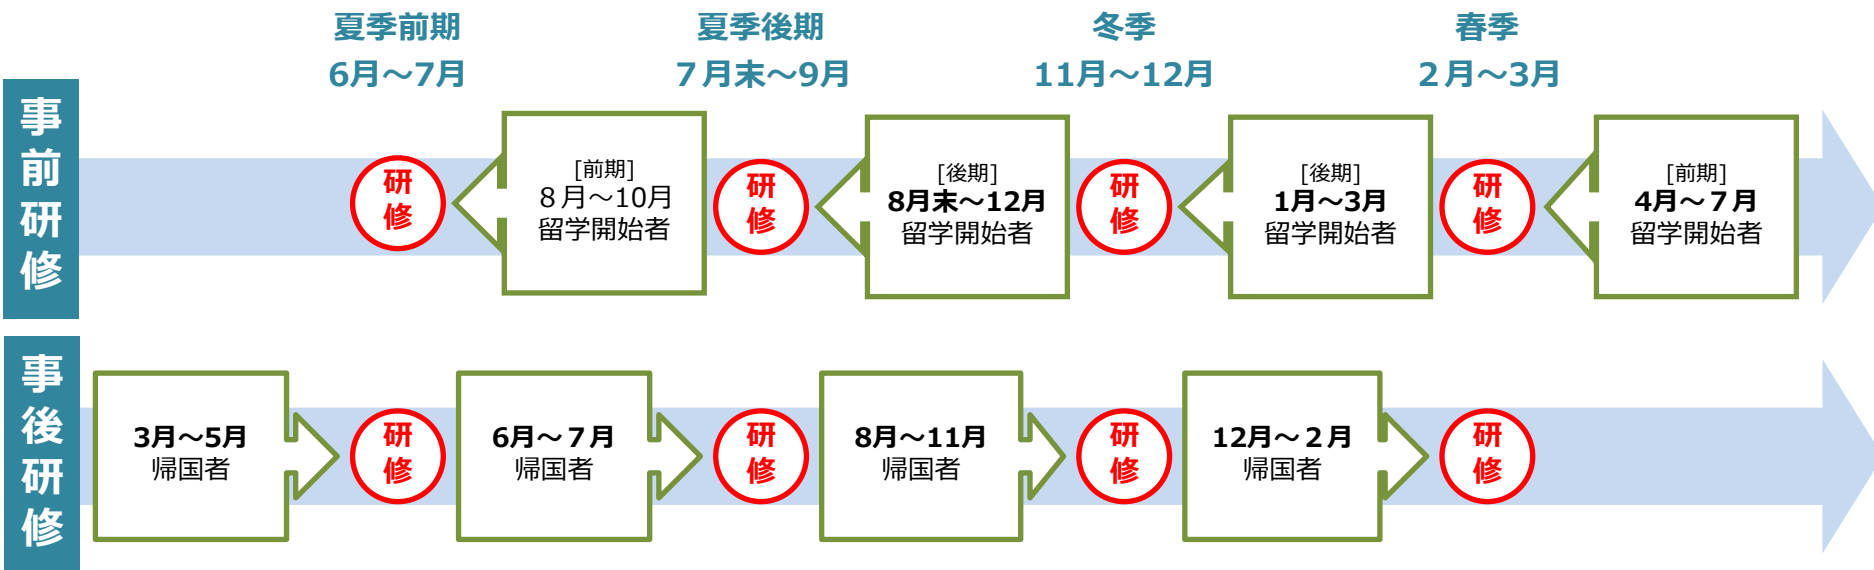 夏季前期
6月～7月
夏季後期
７月末～9月
冬季
11月～12月
春季
２月～3月
事前研修
研修
[前期]
８月～10月
留学開始者
研修
[後期]
8月末～12月
留学開始者
研修
[後期]
1月～3月
留学開始者
研修
[前期]
4月～７月
留学開始者
事後研修
3月～5月
帰国者
研修
6月～７月
帰国者
研修
8月～11月
帰国者
研修
12月～２月
帰国者
研修